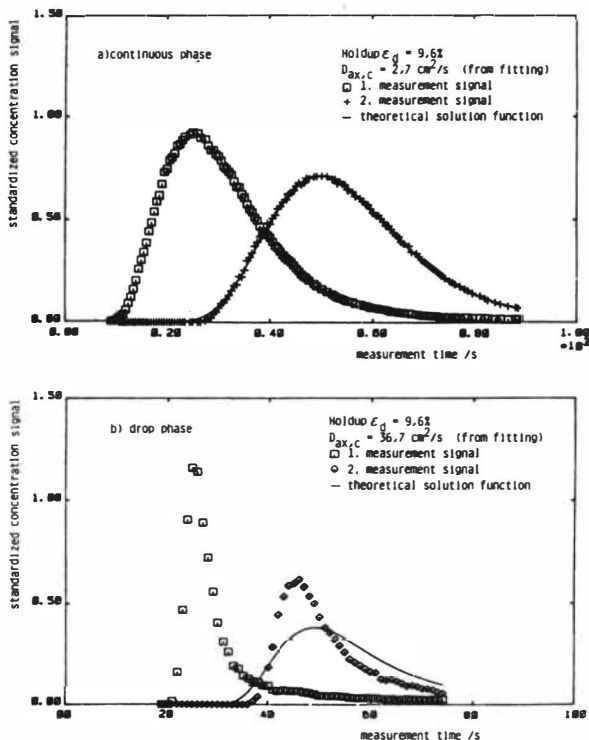 1.50
a)continuous phase
Holdup ε_d = 9,6%
D_ax,c = 2,7 cm²/s (from fitting)
1. measurement signal
2. measurement signal
— theoretical solution function
standardized concentration signal
1.00
0.50
0.00
0.00 0.20 0.40 0.60 0.80 1.00
measurement time /s
1.50
b) drop phase
Holdup ε_d = 9,6%
D_ax,c = 36,7 cm²/s (from fitting)
1. measurement signal
2. measurement signal
— theoretical solution function
standardized concentration signal
1.00
0.50
0.00
00 20 40 60 80 100
measurement time /s